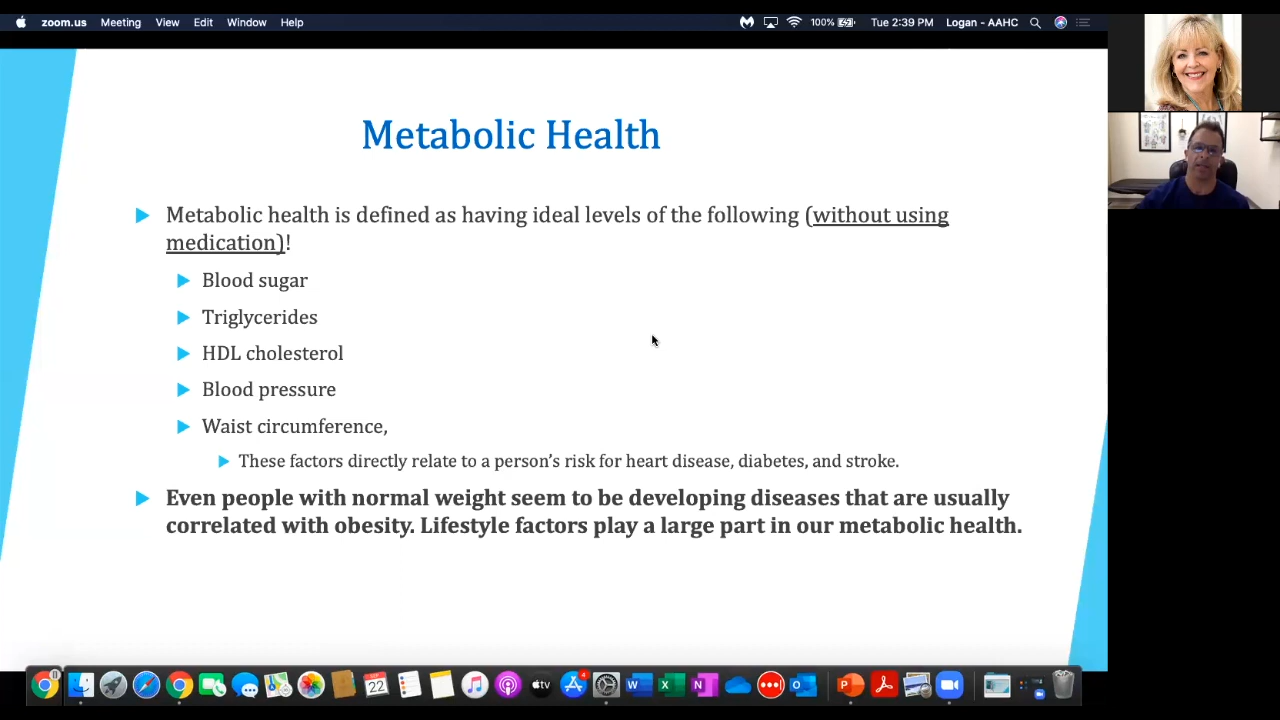 zoom.us Meeting View Edit Window Help 100% Tue 2:39 PM Logan - AAHC
Metabolic Health
Metabolic health is defined as having ideal levels of the following (without using
medication)!
Blood sugar
Triglycerides
HDL cholesterol
Blood pressure
Waist circumference,
These factors directly relate to a person's risk for heart disease, diabetes, and stroke.
Even people with normal weight seem to be developing diseases that are usually
correlated with obesity. Lifestyle factors play a large part in our metabolic health.
22
tv
4
W
X
N
O
P